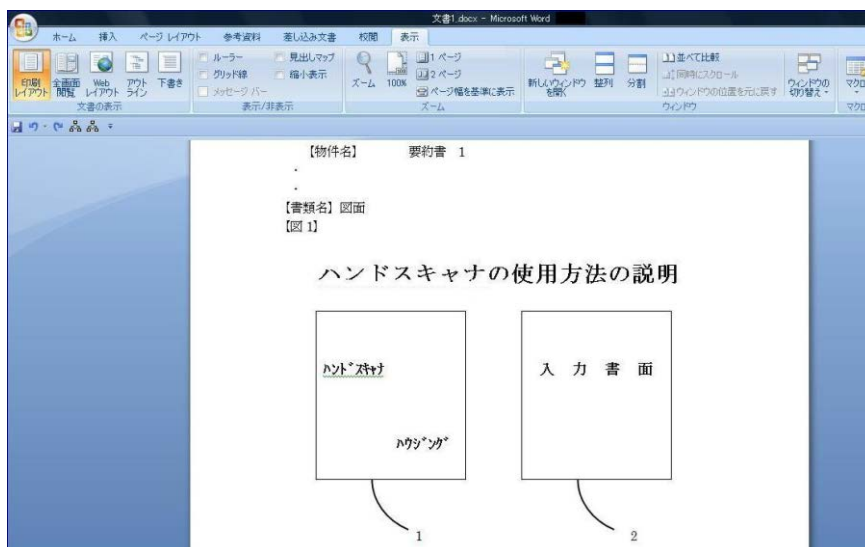 文書1.docx - Microsoft Word
ホーム 挿入 ページ レイアウト 参考資料 差し込み文書 校閲 表示
印刷レイアウト 全画面閲覧 Web レイアウト アウトライン 下書き
文書の表示
ルーラー
グリッド線
メッセージ バー
見出しマップ
縮小表示
表示/非表示
ズーム 100%
1 ページ
2 ページ
ページ幅を基準に表示
ズーム
新しいウィンドウを開く 整列 分割
並べて比較
同時にスクロール
ウィンドウの位置を元に戻す
ウィンドウの切り替え
ウィンドウ
マクロ
マクロ
【物件名】 要約書 1
・
・
【書類名】図面
【図 1】
ハンドスキャナの使用方法の説明
ﾊﾝﾄﾞｽｷｬﾅ
ﾊｳｼﾞﾝｸﾞ
入 力 書 面
1 2